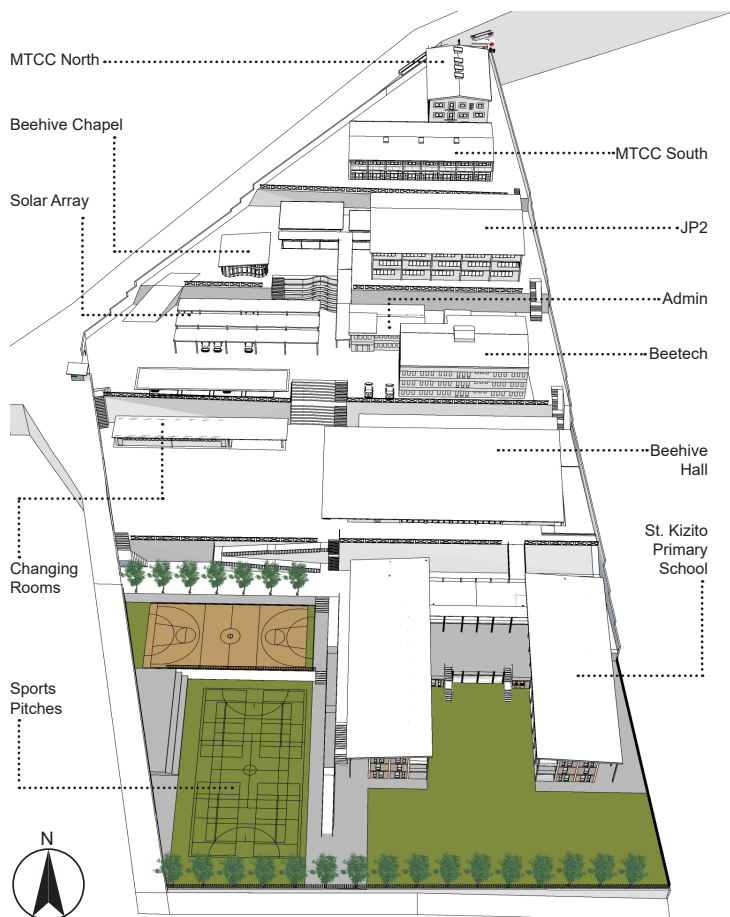 MTCC North
Beehive Chapel
Solar Array
MTCC South
JP2
Admin
Beetech
Beehive
Hall
St. Kizito
Primary
School
Changing
Rooms
Sports
Pitches
N